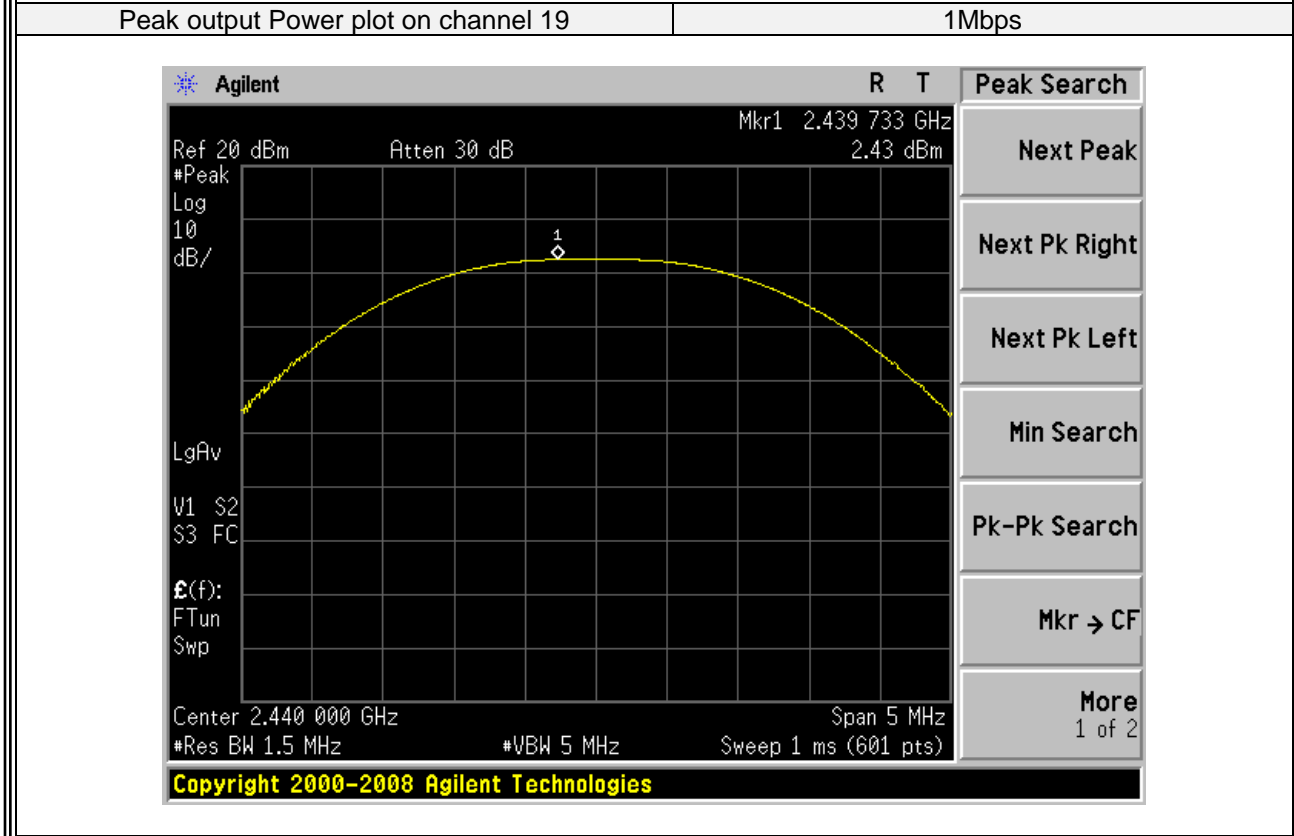 Peak output Power plot on channel 19 1Mbps
Agilent R T Peak Search
Mkr1 2.439 733 GHz
Ref 20 dBm Atten 30 dB 2.43 dBm
#Peak
Log
10
dB/
1
LgAv
V1 S2
S3 FC
£(f):
FTun
Swp
Center 2.440 000 GHz Span 5 MHz
#Res BW 1.5 MHz #VBW 5 MHz Sweep 1 ms (601 pts)
Copyright 2000-2008 Agilent Technologies
Next Peak
Next Pk Right
Next Pk Left
Min Search
Pk-Pk Search
Mkr → CF
More
1 of 2